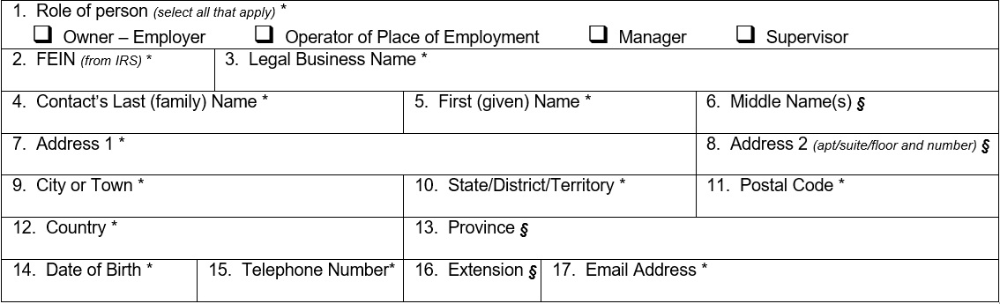 1. Role of person (select all that apply) *
❑ Owner – Employer ❑ Operator of Place of Employment ❑ Manager ❑ Supervisor
2. FEIN (from IRS) * 3. Legal Business Name *
4. Contact’s Last (family) Name * 5. First (given) Name * 6. Middle Name(s) §
7. Address 1 * 8. Address 2 (apt/suite/floor and number) §
9. City or Town * 10. State/District/Territory * 11. Postal Code *
12. Country * 13. Province §
14. Date of Birth * 15. Telephone Number* 16. Extension § 17. Email Address *